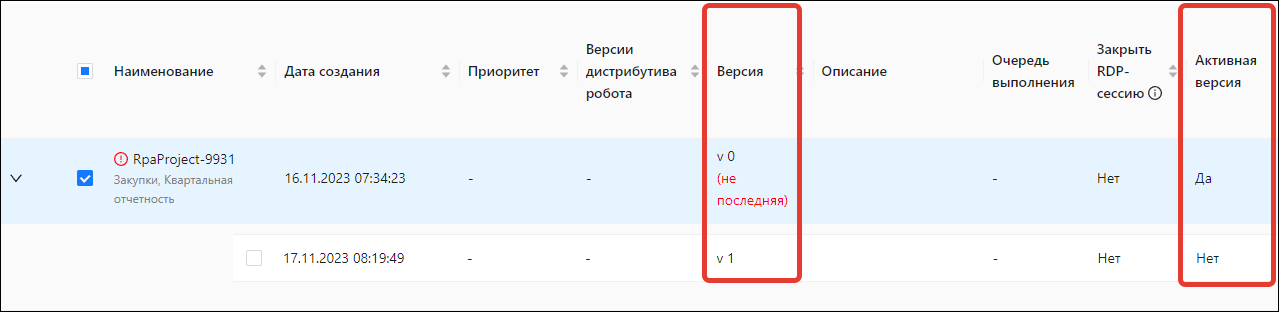 Наименование
Дата создания
Приоритет
Версии
дистрибутива
робота
Версия
Описание
Очередь
выполнения
Закрыть
RDP-
сессию
Активная
версия
RpaProject-9931
Закупки, Квартальная
отчетность
16.11.2023 07:34:23
-
-
v 0
(не
последняя)
-
Нет
Да
17.11.2023 08:19:49
-
-
v 1
-
Нет
Нет